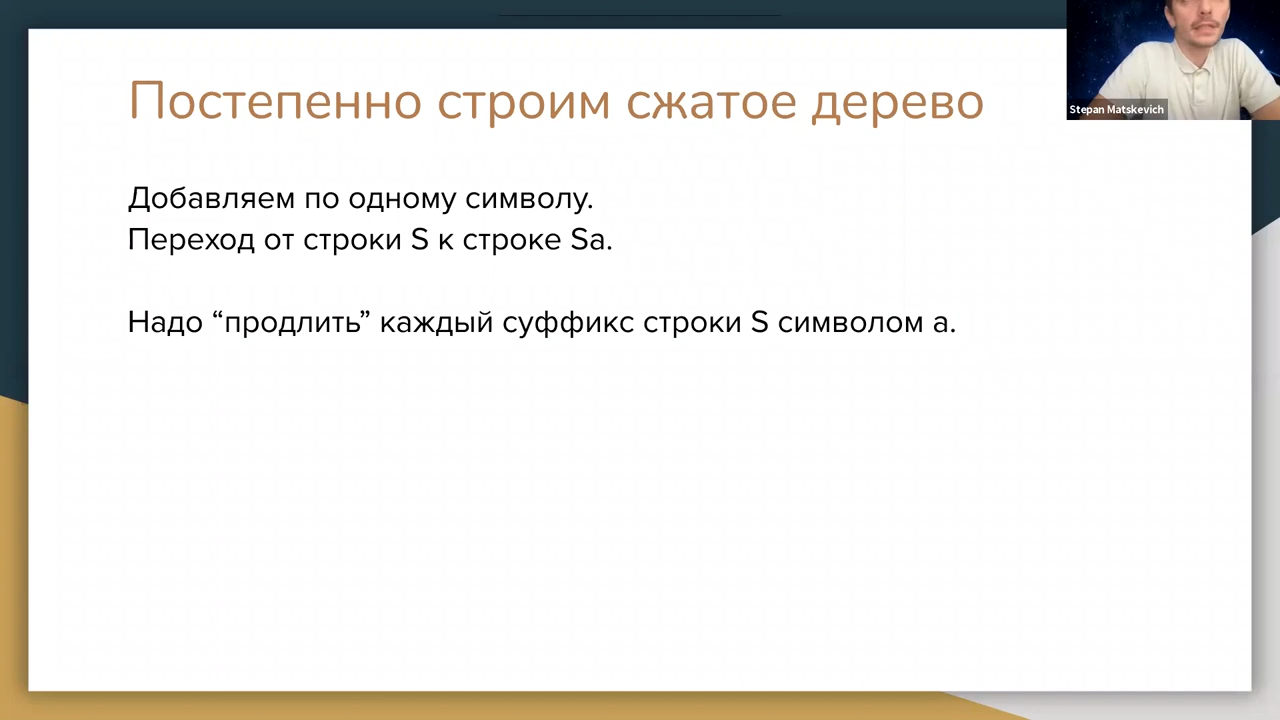 Постепенно строим сжатое дерево
Stepan Matskevich
Добавляем по одному символу.
Переход от строки S к строке Sa.
Надо “продлить” каждый суффикс строки S символом a.